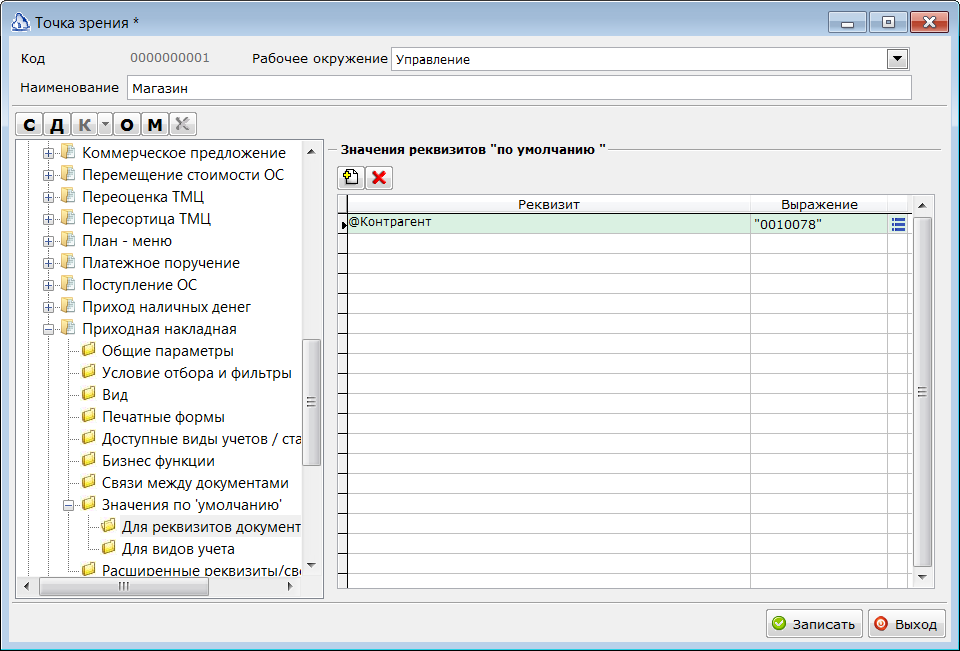 Точка зрения *
Код 0000000001 Рабочее окружение Управление
Наименование Магазин
С Д К О М
Коммерческое предложение
Перемещение стоимости ОС
Переоценка ТМЦ
Пересортица ТМЦ
План - меню
Платежное поручение
Поступление ОС
Приход наличных денег
Приходная накладная
Общие параметры
Условие отбора и фильтры
Вид
Печатные формы
Доступные виды учетов / ста
Бизнес функции
Связи между документами
Значения по 'умолчанию'
Для реквизитов документ
Для видов учета
Расширенные реквизиты/сво
Значения реквизитов "по умолчанию "
Реквизит Выражение
@Контрагент "0010078"
Записать Выход